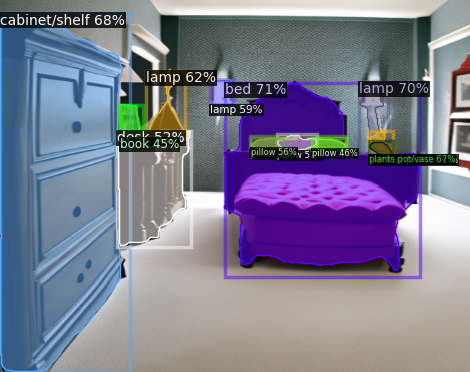 cabinet/shelf 68%
lamp 62%
bed 71%
lamp 70%
lamp 59%
desk 52%
book 45%
pillow 56%
pillow 46%
plants pot/vase 67%